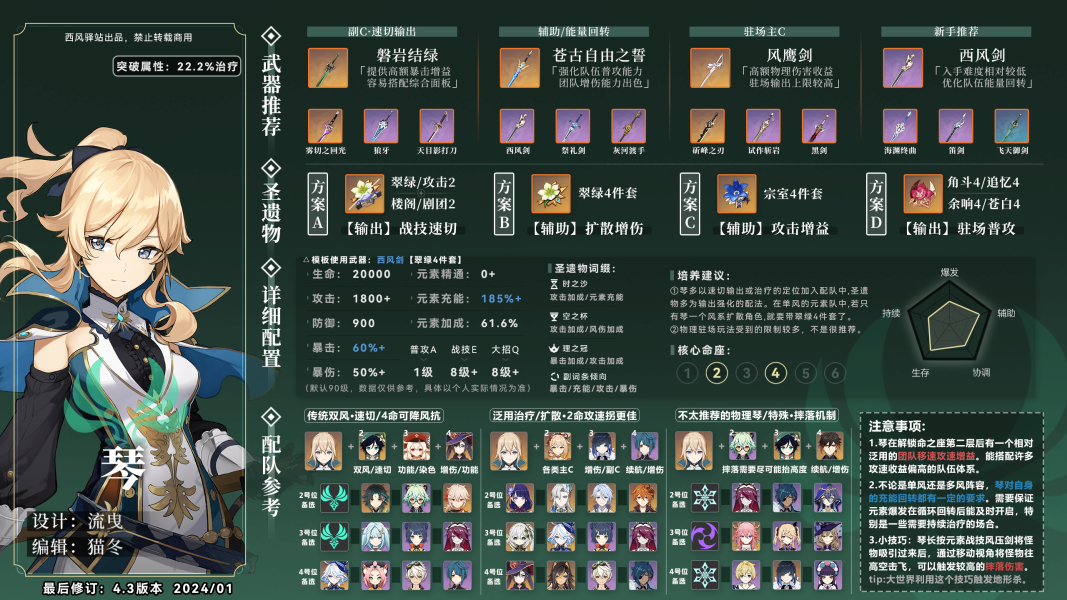 西风驿站出品，禁止转载商用
突破属性：22.2%治疗
琴
设计：流曳
编辑：猫冬
最后修订：4.3版本 2024/01
武器推荐
副C·速切输出
磐岩结绿
「提供高额暴击增益
容易搭配综合面板」
雾切之回光
狼牙
天目影打刀
辅助/能量回转
苍古自由之誓
「强化队伍普攻能力
团队增伤能力出色」
西风剑
祭礼剑
灰河渡手
驻场主C
风鹰剑
「高额物理伤害收益
驻场输出上限较高」
斫峰之刃
试作斩岩
黑剑
新手推荐
西风剑
「入手难度相对较低
优化队伍能量回转」
海渊终曲
笛剑
飞天御剑
圣遗物
方案A
翠绿/攻击2
楼阁/剧团2
【输出】战技速切
方案B
翠绿4件套
【辅助】扩散增伤
方案C
宗室4件套
【辅助】攻击增益
方案D
角斗4/追忆4
余响4/苍白4
【输出】驻场普攻
详细配置
△模板使用武器：西风剑【翠绿4件套】
生命：20000
元素精通：0+
攻击：1800+
元素充能：185%+
防御：900
元素加成：61.6%
暴击：60%+
普攻A 战技E 大招Q
暴伤：50%+
1级 8级+ 8级+
(默认90级，数据仅供参考，具体以个人实际情况为准)
圣遗物词缀：
时之沙
攻击加成/元素充能
空之杯
攻击加成/风伤加成
理之冠
暴击加成/攻击加成
副词条倾向
暴击/充能/攻击/暴伤
培养建议：
①琴多以速切输出或治疗的定位加入配队中,圣遗
物多为输出强化的配法。在单风的元素队中,若只
有琴一个风系扩散角色,就要带翠绿4件套了。
②物理驻场玩法受到的限制较多，不是很推荐。
核心命座：
1 2 3 4 5 6
爆发
辅助
协调
生存
持续
配队参考
传统双风·速切/4命可降风抗
+ 2 + 3 + 4
双风/速切 功能/染色 增伤/功能
2号位
备选
3号位
备选
4号位
备选
泛用治疗/扩散·2命攻速拐更佳
+ 2 + 3 + 4
各类主C 增伤/副C 续航/增伤
2号位
备选
3号位
备选
4号位
备选
不太推荐的物理琴/特殊·摔落机制
+ 2 + 3 + 4
摔落需要尽可能抬高度 续航/增伤
2号位
备选
3号位
备选
4号位
备选
注意事项：
1.琴在解锁命之座第二层后有一个相对
泛用的团队移速攻速增益。能搭配许多
攻速收益偏高的队伍体系。
2.不论是单风还是多风阵容，琴对自身
的充能回转都有一定的要求。需要保证
元素爆发在循环回转后能及时开启，特
别是一些需要持续治疗的场合。
3.小技巧：琴长按元素战技风压剑将怪
物吸引过来后，通过移动视角将怪物往
高空击飞，可以触发较高的摔落伤害。
tip:大世界利用这个技巧触发地形杀。